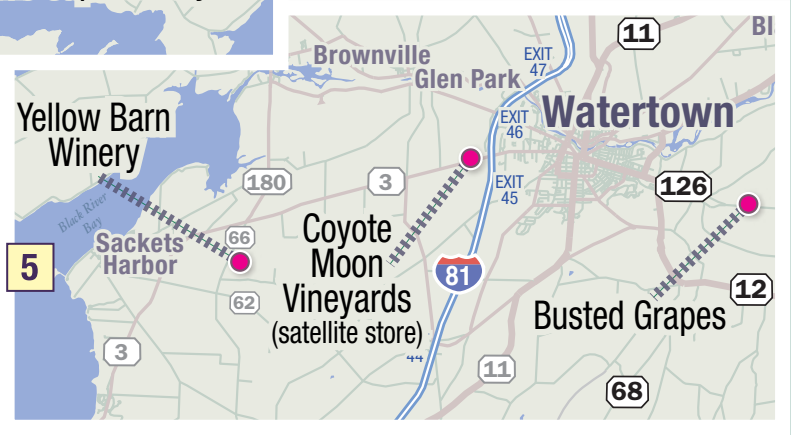 11
Brownville
EXIT
47
Glen Park
Yellow Barn
Winery
EXIT
46
Watertown
180
3
EXIT
45
126
Black River
Bay
Sackets
Harbor
66
Coyote
Moon
Vineyards
(satellite store)
5
81
62
12
Busted Grapes
3
44
11
68